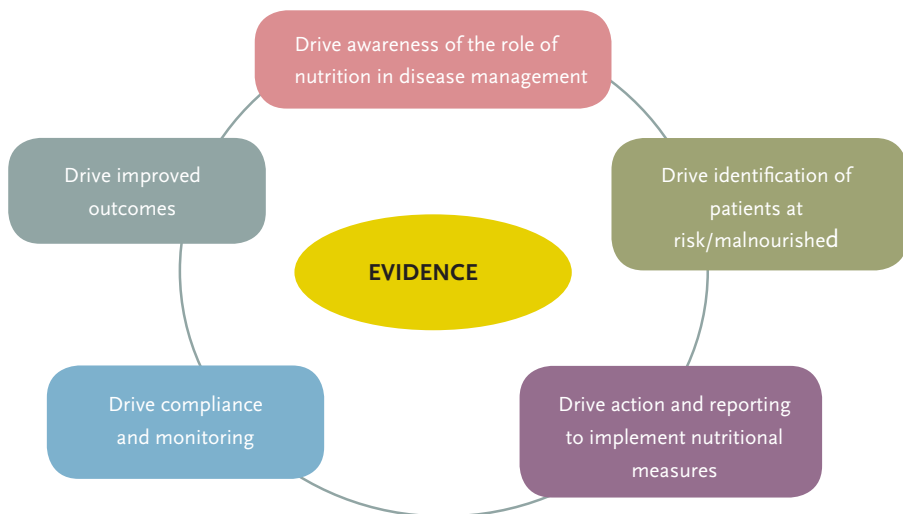 Drive awareness of the role of
nutrition in disease management
Drive improved
outcomes
Drive identification of
patients at
risk/malnourished
EVIDENCE
Drive compliance
and monitoring
Drive action and reporting
to implement nutritional
measures